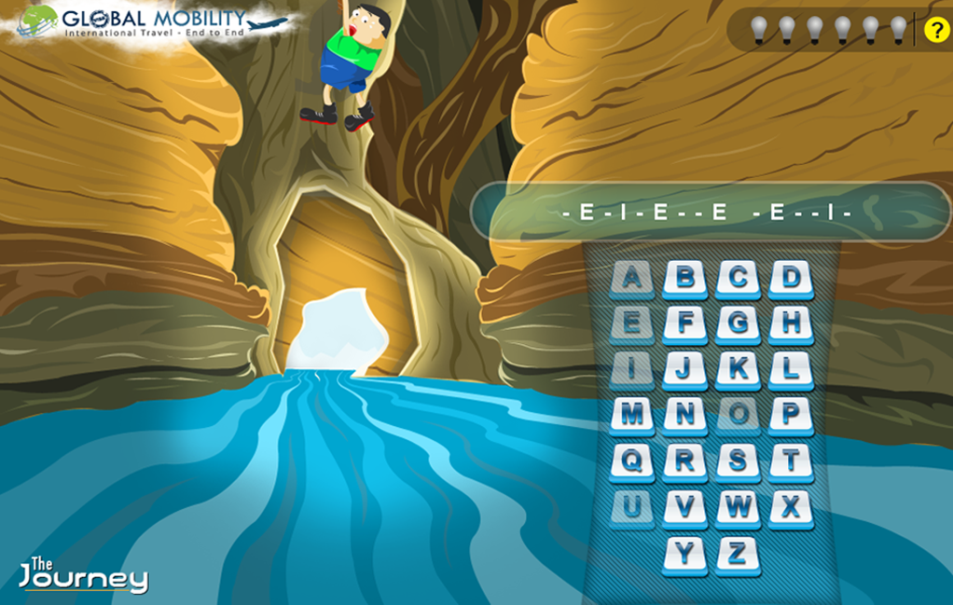 GLOBAL MOBILITY
International Travel - End to End
?
- E - I - E - - E - E - - I -
A B C D
E F G H
I J K L
M N O P
Q R S T
U V W X
Y Z
The
Journey